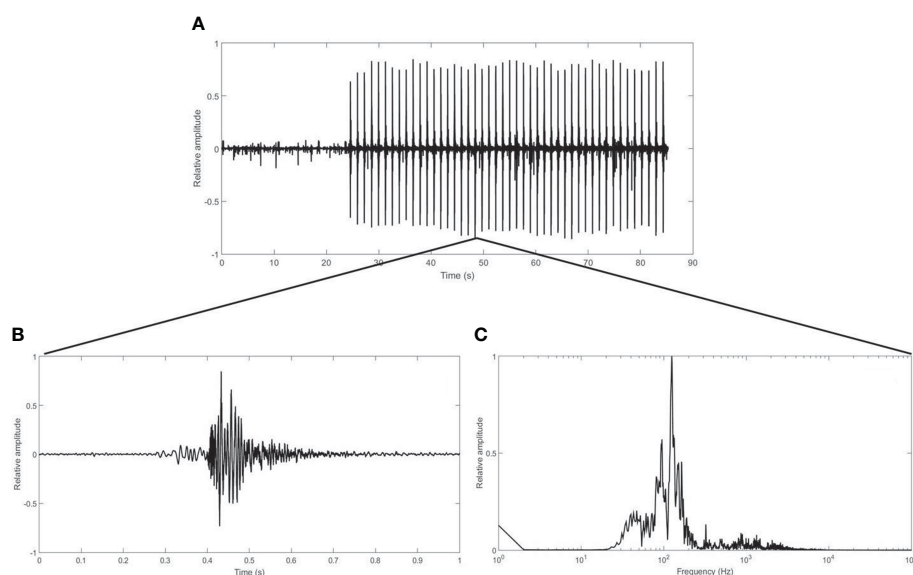 A
Relative amplitude
1
0.5
0
-0.5
-1
0 10 20 30 40 50 60 70 80 90
Time (s)
B
Relative amplitude
1
0.5
0
-0.5
-1
0 0.1 0.2 0.3 0.4 0.5 0.6 0.7 0.8 0.9 1
Time (s)
C
Relative amplitude
1
0.5
0
10⁰ 10² 10⁴
Frequency (Hz)